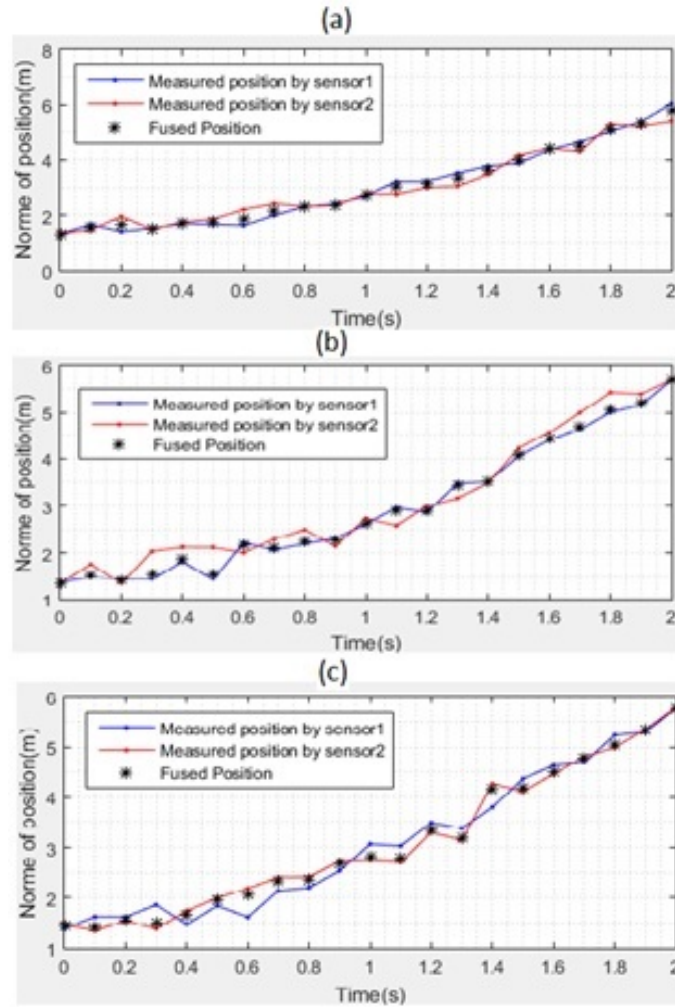 (a)
8
6
4
2
0
Measured position by sensor1
Measured position by sensor2
Fused Position
Norme of position(m)
0 0.2 0.4 0.6 0.8 1 1.2 1.4 1.6 1.8 2
Time(s)
(b)
6
5
4
3
2
1
Measured position by sensor1
Measured position by sensor2
Fused Position
Norme of position(m)
0 0.2 0.4 0.6 0.8 1 1.2 1.4 1.6 1.8 2
Time(s)
(c)
6
5
4
3
2
1
Measured position by sensor1
Measured position by sensor2
Fused Position
Norme of position(m)
0 0.2 0.4 0.6 0.8 1 1.2 1.4 1.6 1.8 2
Time(s)